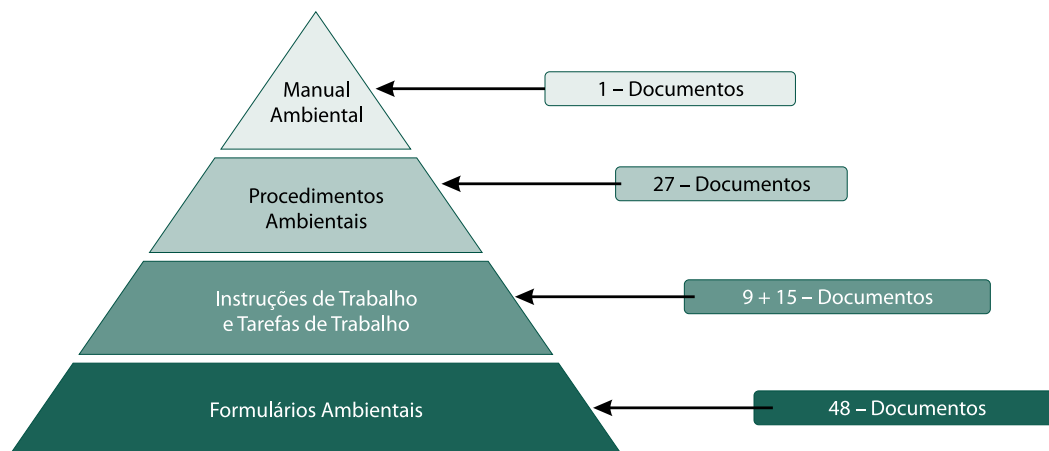 Manual
Ambiental
1 – Documentos
Procedimentos
Ambientais
27 – Documentos
Instruções de Trabalho
e Tarefas de Trabalho
9 + 15 – Documentos
Formulários Ambientais
48 – Documentos